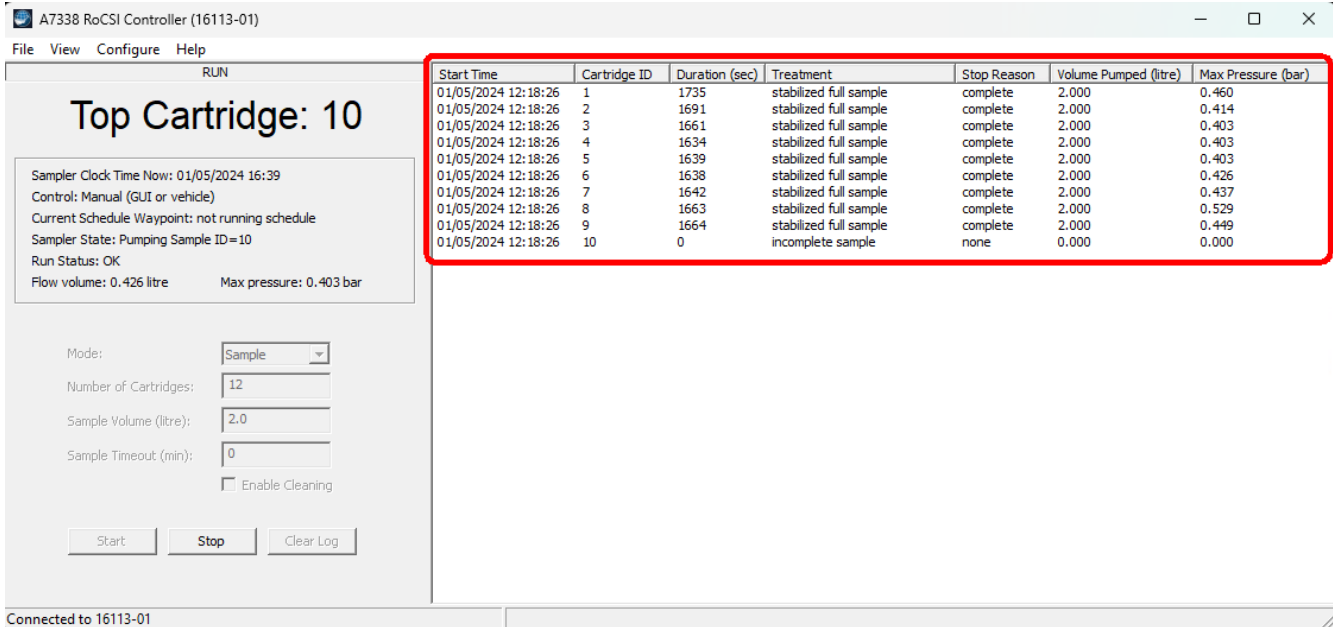 A7338 RoCSI Controller (16113-01)
File View Configure Help
RUN
Top Cartridge: 10
Sampler Clock Time Now: 01/05/2024 16:39
Control: Manual (GUI or vehicle)
Current Schedule Waypoint: not running schedule
Sampler State: Pumping Sample ID=10
Run Status: OK
Flow volume: 0.426 litre Max pressure: 0.403 bar
Mode: Sample
Number of Cartridges: 12
Sample Volume (litre): 2.0
Sample Timeout (min): 0
Enable Cleaning
Start Stop Clear Log
Start Time Cartridge ID Duration (sec) Treatment Stop Reason Volume Pumped (litre) Max Pressure (bar)
01/05/2024 12:18:26 1 1735 stabilized full sample complete 2.000 0.460
01/05/2024 12:18:26 2 1691 stabilized full sample complete 2.000 0.414
01/05/2024 12:18:26 3 1661 stabilized full sample complete 2.000 0.403
01/05/2024 12:18:26 4 1634 stabilized full sample complete 2.000 0.403
01/05/2024 12:18:26 5 1639 stabilized full sample complete 2.000 0.403
01/05/2024 12:18:26 6 1638 stabilized full sample complete 2.000 0.426
01/05/2024 12:18:26 7 1642 stabilized full sample complete 2.000 0.437
01/05/2024 12:18:26 8 1663 stabilized full sample complete 2.000 0.529
01/05/2024 12:18:26 9 1664 stabilized full sample complete 2.000 0.449
01/05/2024 12:18:26 10 0 incomplete sample none 0.000 0.000
Connected to 16113-01